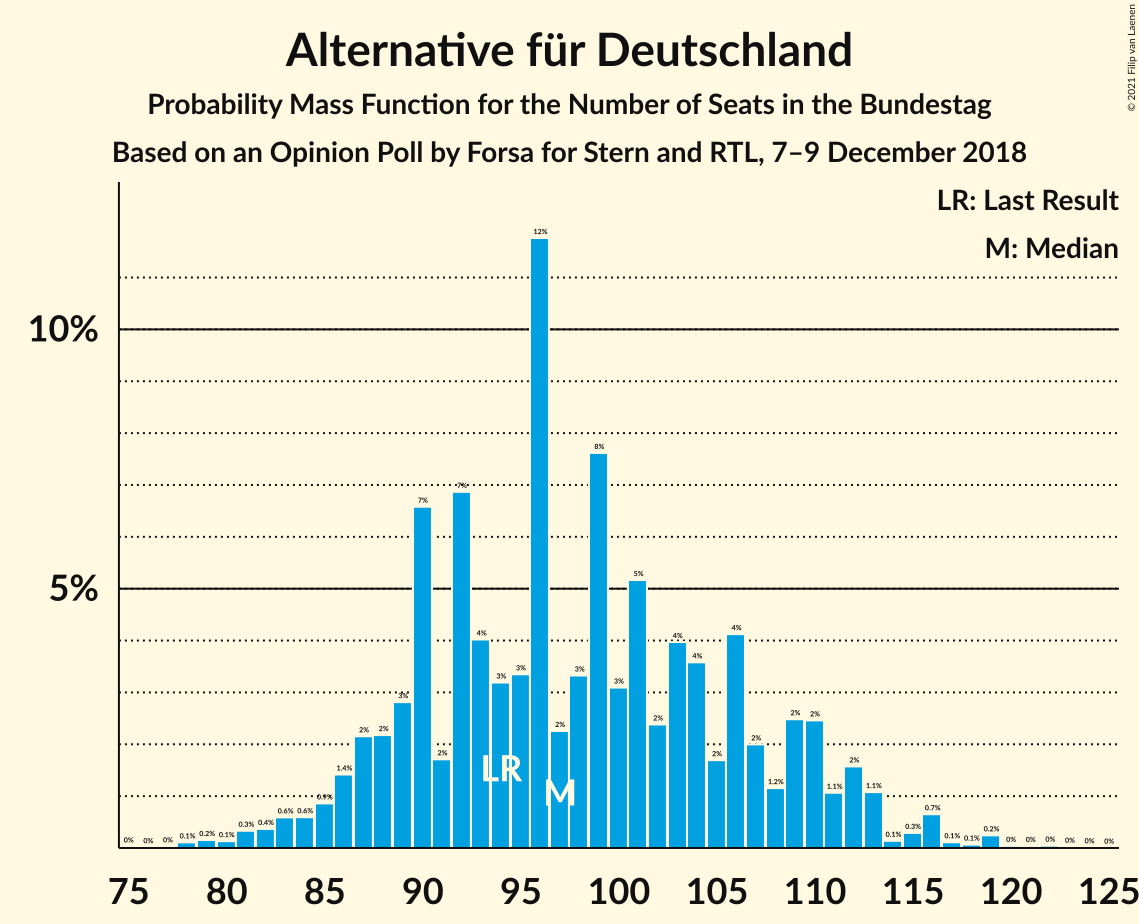 Alternative für Deutschland
Probability Mass Function for the Number of Seats in the Bundestag
Based on an Opinion Poll by Forsa for Stern and RTL, 7–9 December 2018
© 2021 Filip van Laenen
LR: Last Result
M: Median
10%
5%
0% 0% 0% 0.1% 0.2% 0.1% 0.3% 0.4% 0.6% 0.6% 0.9% 1.4% 2% 2% 3% 7% 2% 7% 4% 3% 3% 12% 2% 3% 8% 3% 5% 2% 4% 4% 2% 4% 2% 1.2% 2% 2% 1.1% 2% 1.1% 0.1% 0.3% 0.7% 0.1% 0.1% 0.2% 0% 0% 0% 0% 0% 0%
LR
M
75 80 85 90 95 100 105 110 115 120 125